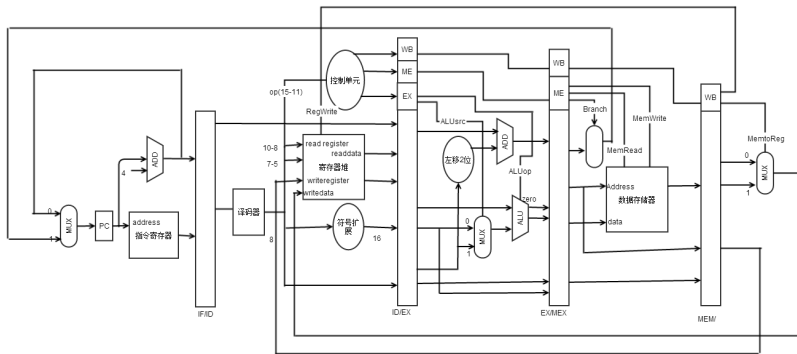 WB
控制单元
ME
EX
op(15-11)
RegWrite
ALUsrc
WB
ME
Branch
MemWrite
MemRead
WB
MemtoReg
0
1
MUX
10-8
read register
readdata
7-5
寄存器堆
writeregister
writedata
ADD
4
左移2位
ADD
ALUop
zero
ALU
Address
数据存储器
data
译码器
符号扩展
16
8
0
1
MUX
0
1
MUX
PC
address
指令寄存器
IF/ID
ID/EX
EX/MEX
MEM/